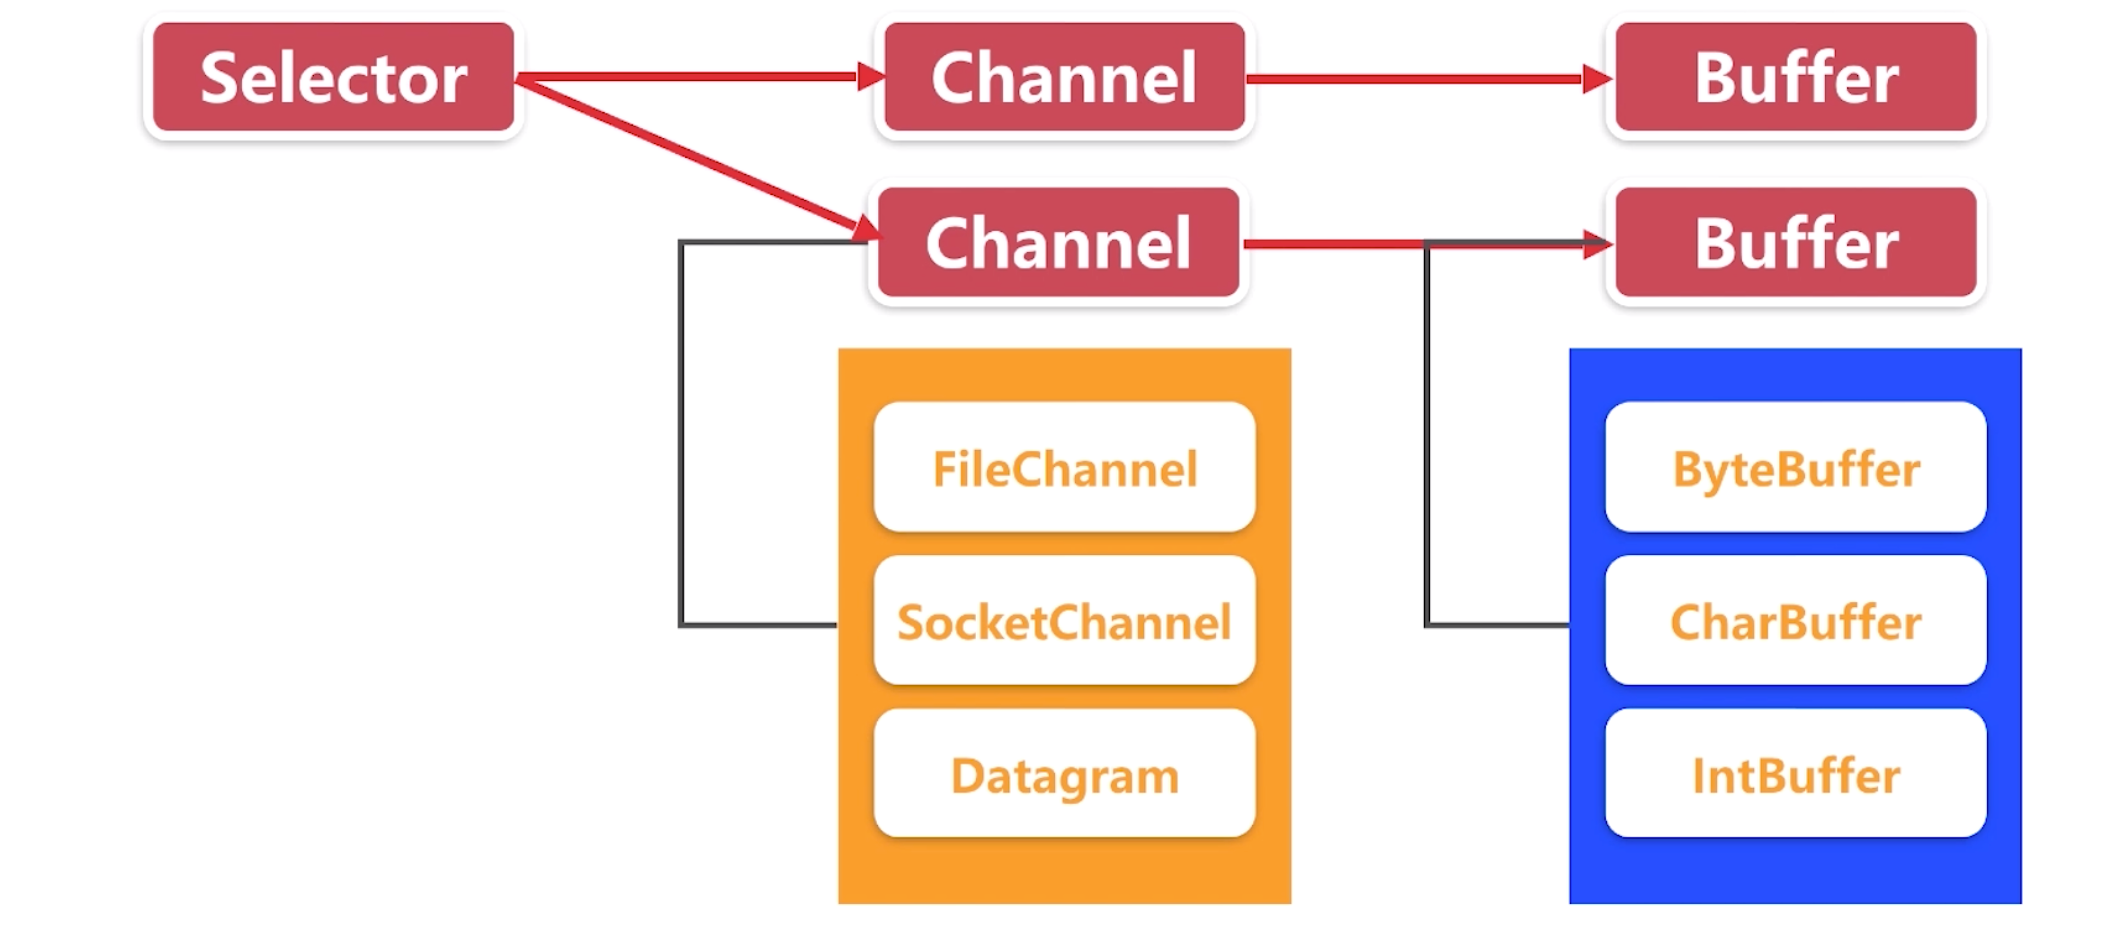 Selector
Channel
Buffer
Channel
Buffer
FileChannel
SocketChannel
Datagram
ByteBuffer
CharBuffer
IntBuffer